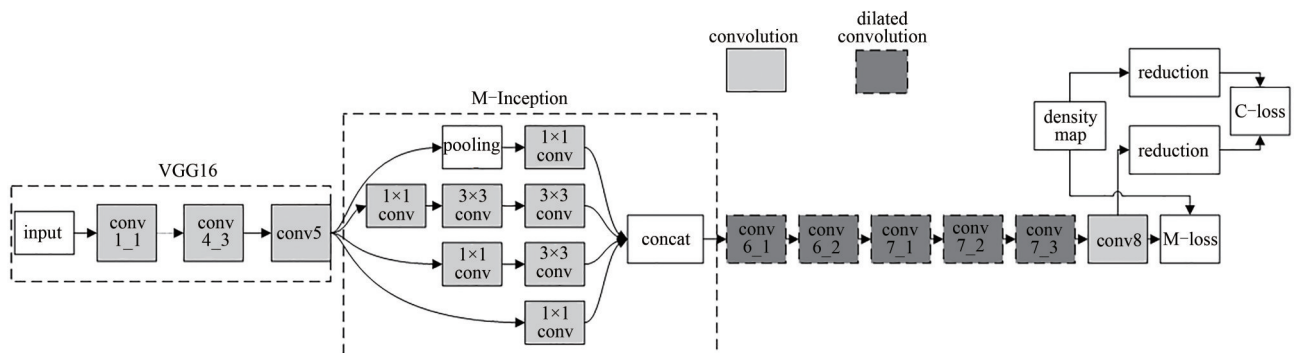 convolution
dilated
convolution
VGG16
input
conv
1_1
conv
4_3
conv5
M−Inception
pooling
1×1
conv
1×1
conv
3×3
conv
3×3
conv
1×1
conv
3×3
conv
1×1
conv
concat
conv
6_1
conv
6_2
conv
7_1
conv
7_2
conv
7_3
conv8
M−loss
density
map
reduction
reduction
C−loss